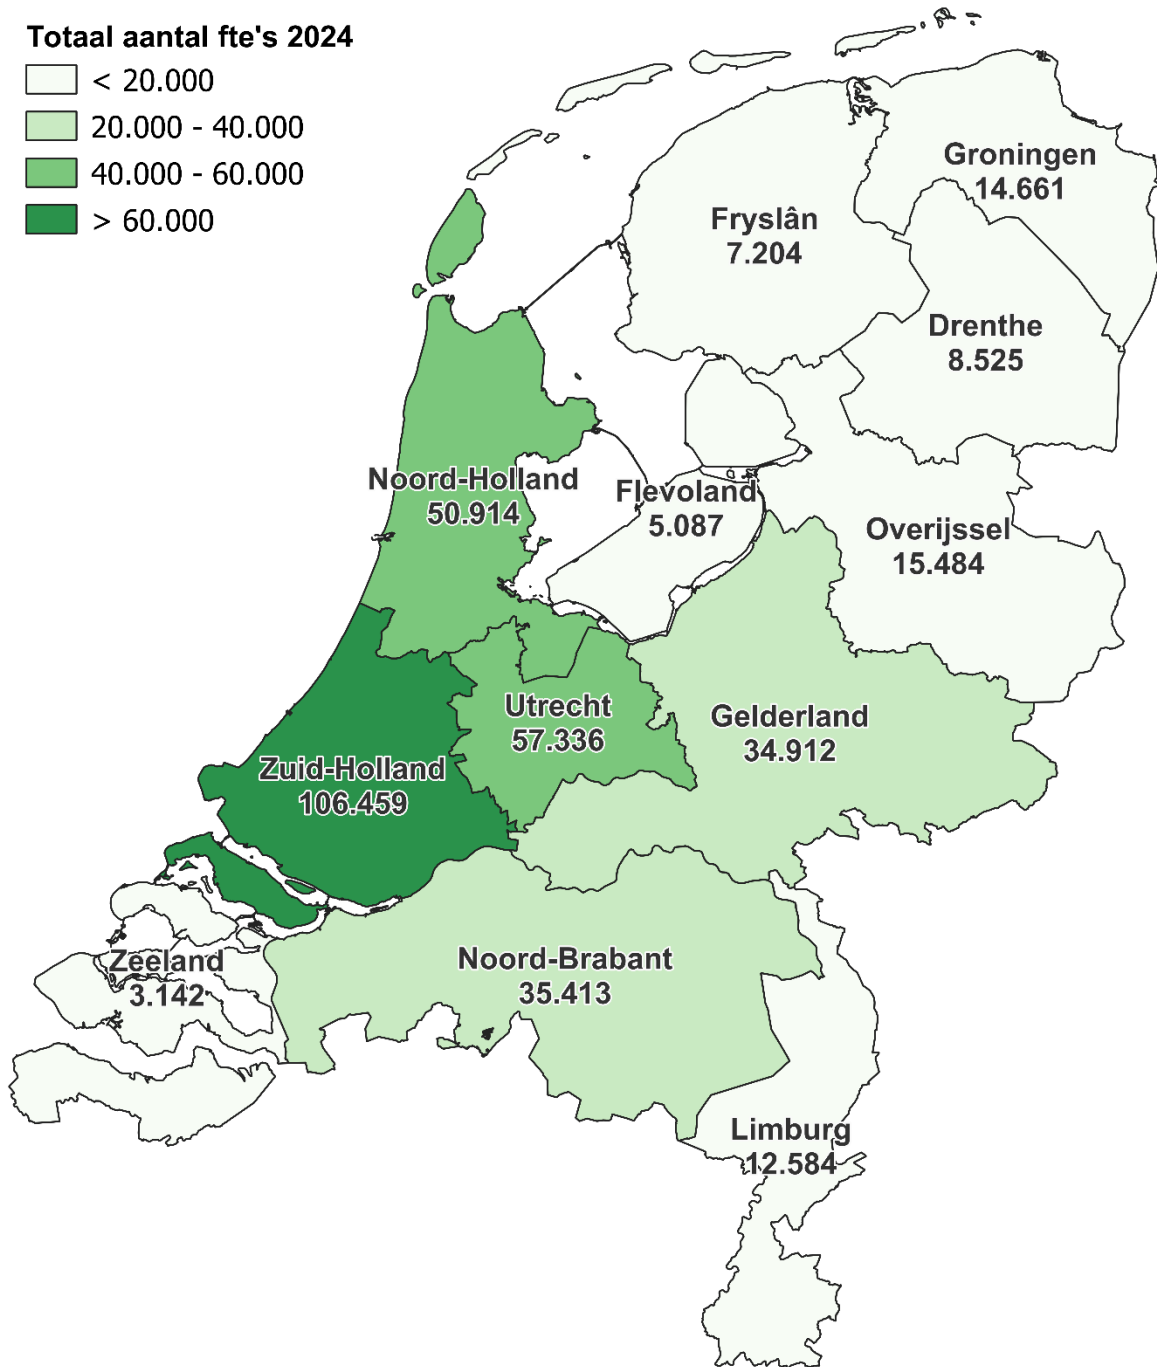 Totaal aantal fte's 2024
< 20.000
20.000 - 40.000
40.000 - 60.000
> 60.000
Groningen
14.661
Fryslân
7.204
Drenthe
8.525
Noord-Holland
50.914
Flevoland
5.087
Overijssel
15.484
Utrecht
57.336
Gelderland
34.912
Zuid-Holland
106.459
Zeeland
3.142
Noord-Brabant
35.413
Limburg
12.584